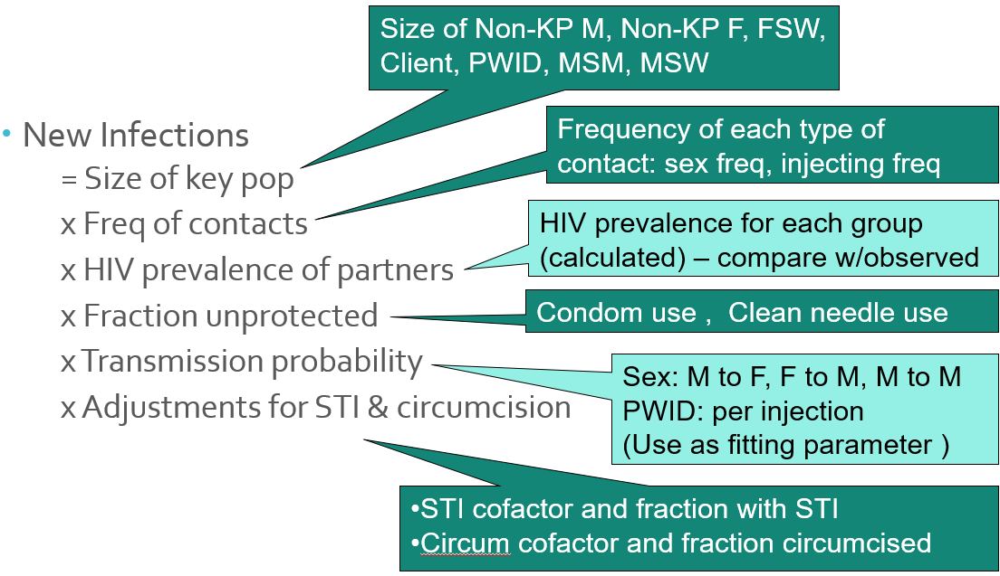 Size of Non-KP M, Non-KP F, FSW,
Client, PWID, MSM, MSW
• New Infections
= Size of key pop
x Freq of contacts
x HIV prevalence of partners
x Fraction unprotected
x Transmission probability
x Adjustments for STI & circumcision
Frequency of each type of
contact: sex freq, injecting freq
HIV prevalence for each group
(calculated) – compare w/observed
Condom use ,  Clean needle use
Sex: M to F, F to M, M to M
PWID: per injection
(Use as fitting parameter )
•STI cofactor and fraction with STI
•Circum cofactor and fraction circumcised